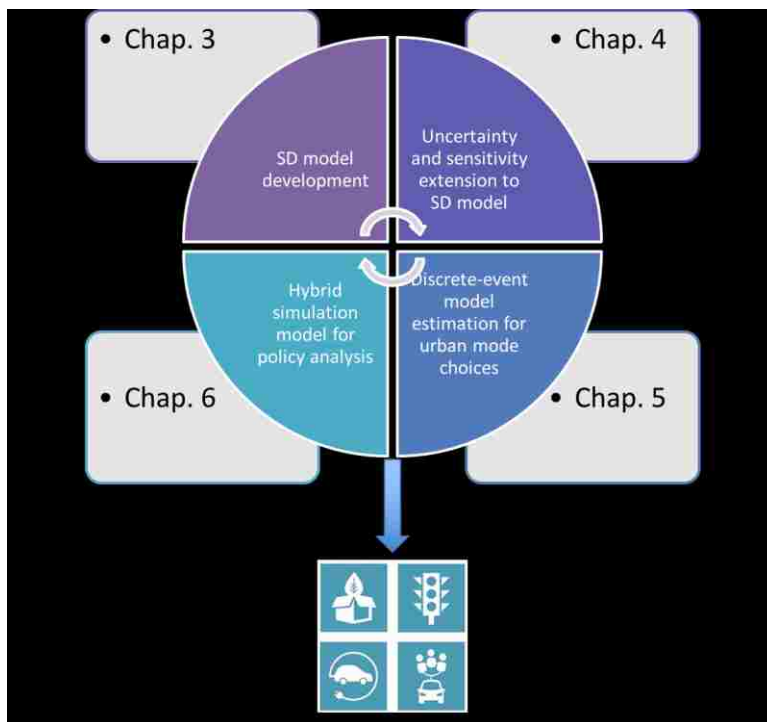 • Chap. 3
• Chap. 4
SD model
development
Uncertainty
and sensitivity
extension to
SD model
Hybrid
simulation
model for
policy analysis
Discrete-event
model
estimation for
urban mode
choices
• Chap. 6
• Chap. 5